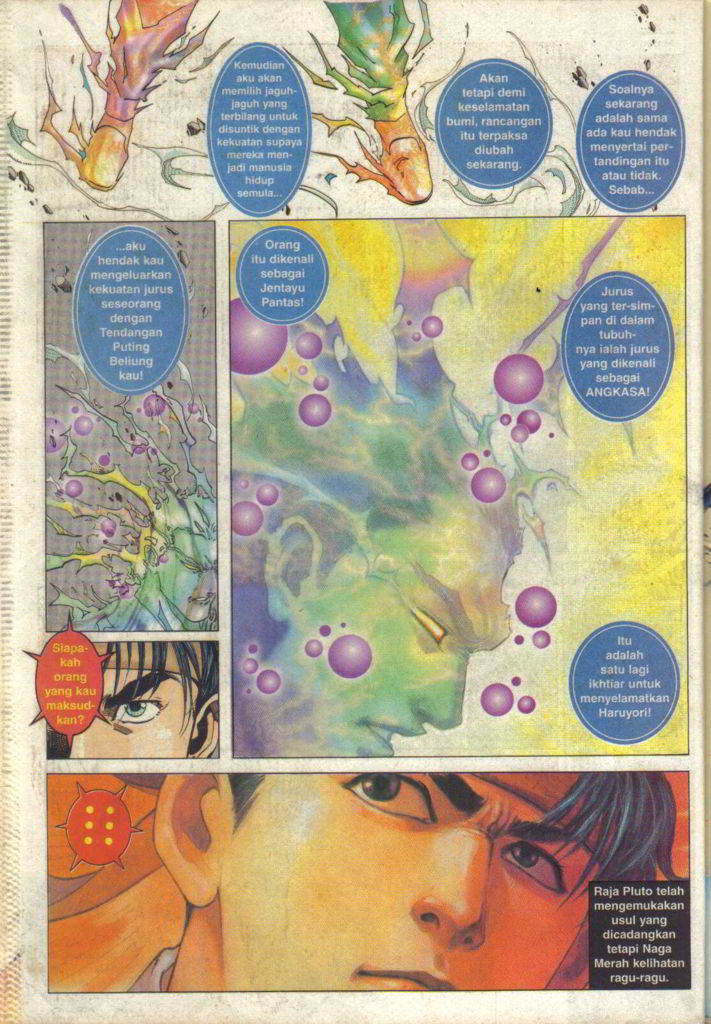 Kemudian
aku akan
memilih jaguh-
jaguh yang
terbilang untuk
disuntik dengan
kekuatan supaya
mereka men-
jadi manusia
hidup
semula...
Akan
tetapi demi
keselamatan
bumi, rancangan
itu terpaksa
diubah
sekarang.
Soalnya
sekarang
adalah sama
ada kau hendak
menyertai per-
tandingan itu
atau tidak.
Sebab...
...aku
hendak kau
mengeluarkan
kekuatan jurus
seseorang
dengan
Tendangan
Puting
Beliung
kau!
Orang
itu dikenali
sebagai
Jentayu
Pantas!
Jurus
yang ter-sim-
pan di dalam
tubuh-
nya ialah jurus
yang dikenali
sebagai
ANGKASA!
Itu
adalah
satu lagi
ikhtiar untuk
menyelamatkan
Haruyori!
Siapa-
kah
orang
yang kau
maksud-
kan?
Raja Pluto telah
mengemukakan
usul yang
dicadangkan
tetapi Naga
Merah kelihatan
ragu-ragu.